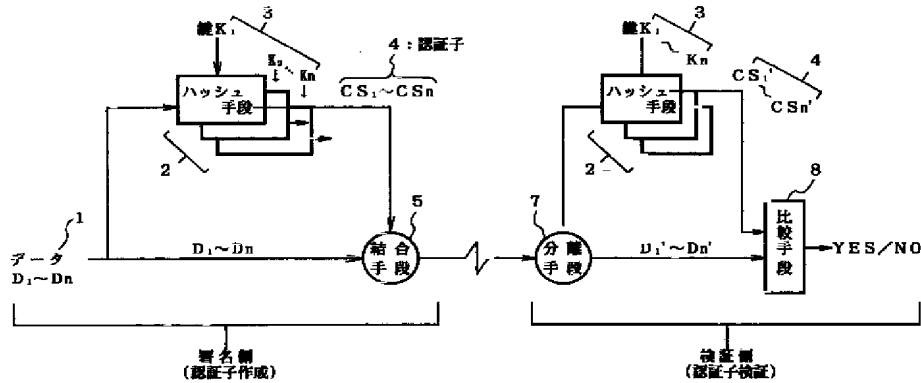 3
鍵K₁
K₂… Kn
4：認証子
CS₁～CSn
ハッシュ
手段
2
1
データ
D₁～Dn
D₁～Dn
5
結合
手段
署名側
(認証子作成)
3
鍵K₁
～Kn
4
CS₁'
～CSn'
ハッシュ
手段
2
7
分離
手段
D₁'～Dn'
8
比較手段
YES／NO
検証側
(認証子検証)